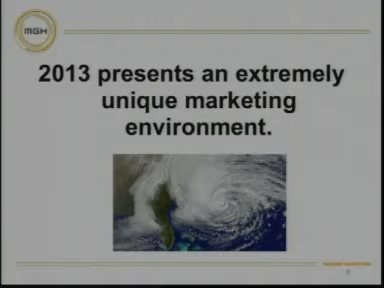 MGH
2013 presents an extremely
unique marketing
environment.